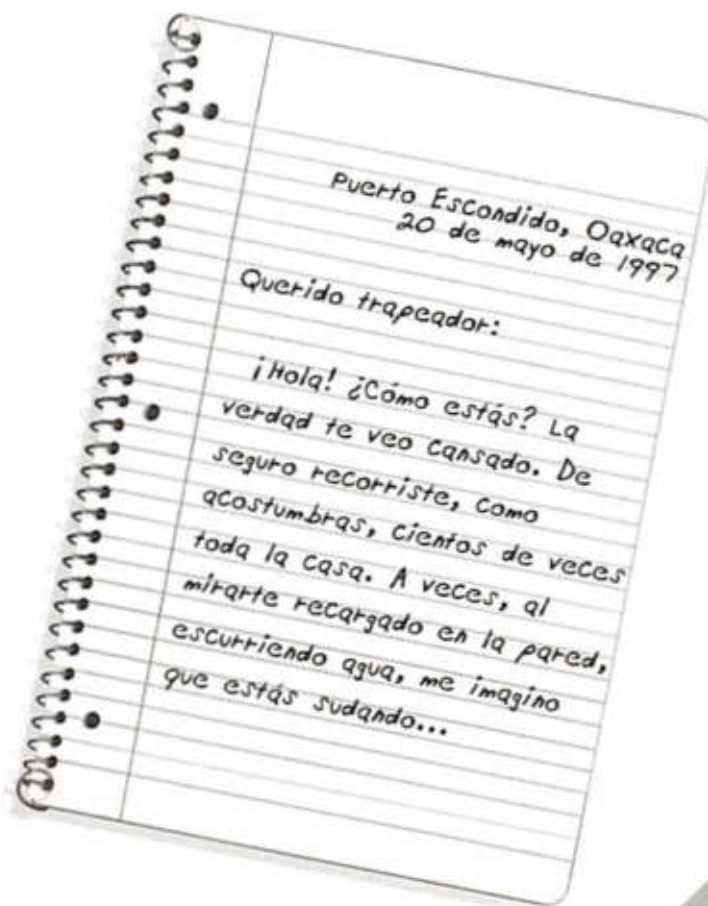 Puerto Escondido, Oaxaca
20 de mayo de 1997
Querido trapeador:
¡Hola! ¿Cómo estás? La
verdad te veo cansado. De
seguro recorriste, como
acostumbras, cientos de veces
toda la casa. A veces, al
mirarte recargado en la pared,
escurriendo agua, me imagino
que estás sudando...